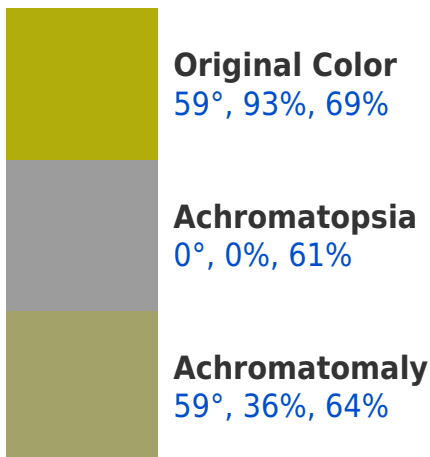 Original Color
59°, 93%, 69%
Achromatopsia
0°, 0%, 61%
Achromatomaly
59°, 36%, 64%